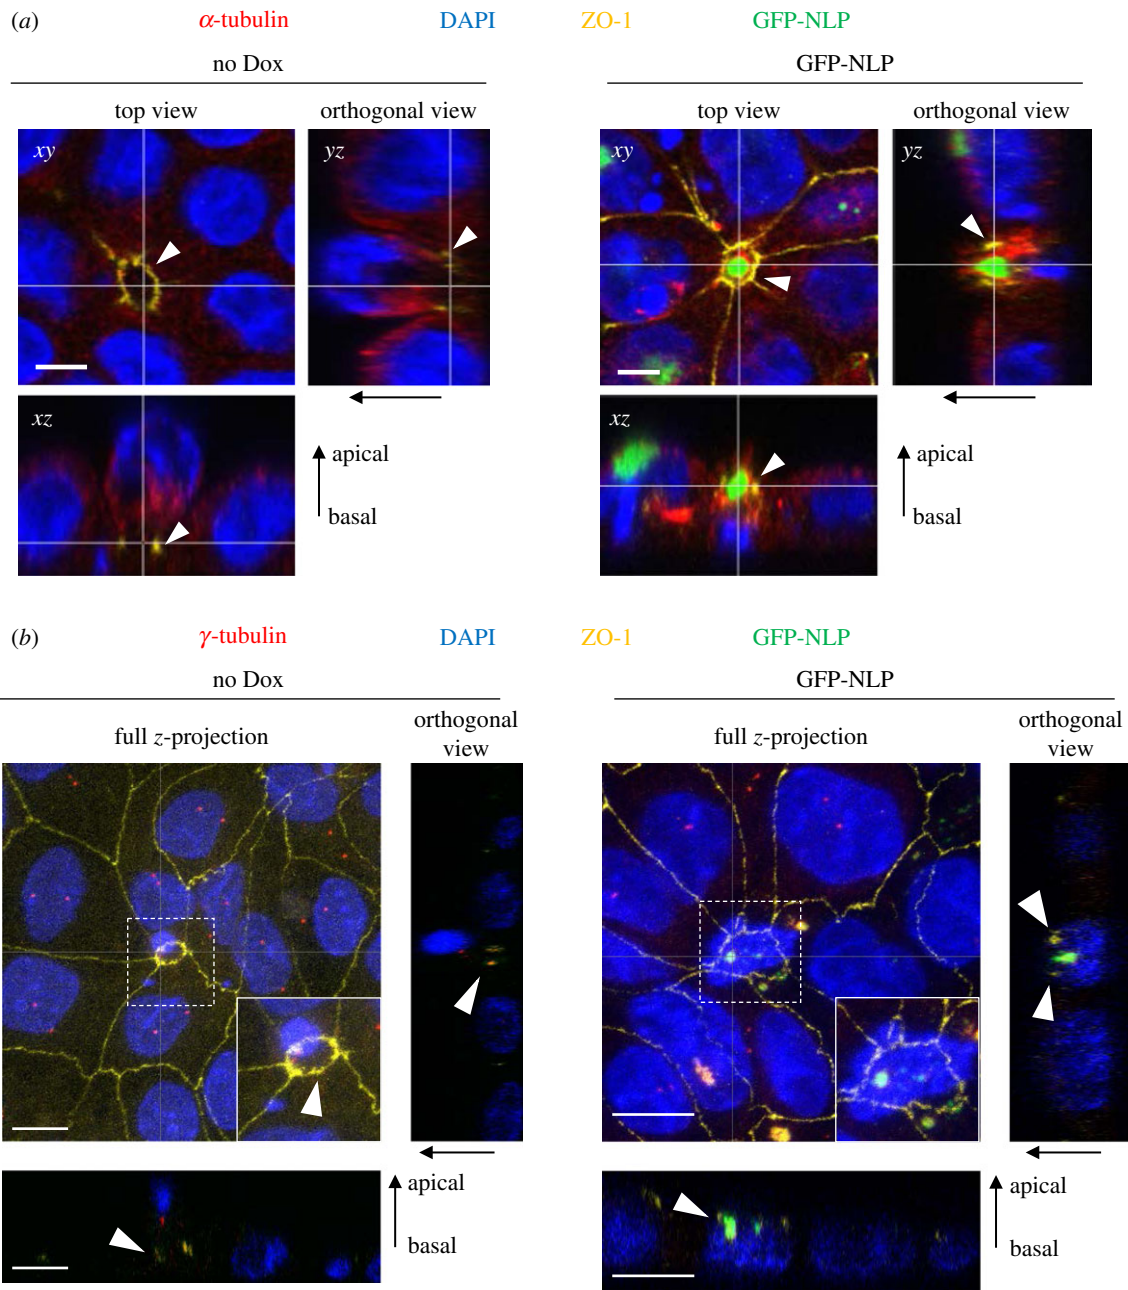 (a) α-tubulin DAPI ZO-1 GFP-NLP
no Dox GFP-NLP
top view orthogonal view top view orthogonal view
xy yz xy yz
xz apical xz apical
basal basal
(b) γ-tubulin DAPI ZO-1 GFP-NLP
no Dox GFP-NLP
full z-projection orthogonal view full z-projection orthogonal view
apical apical
basal basal